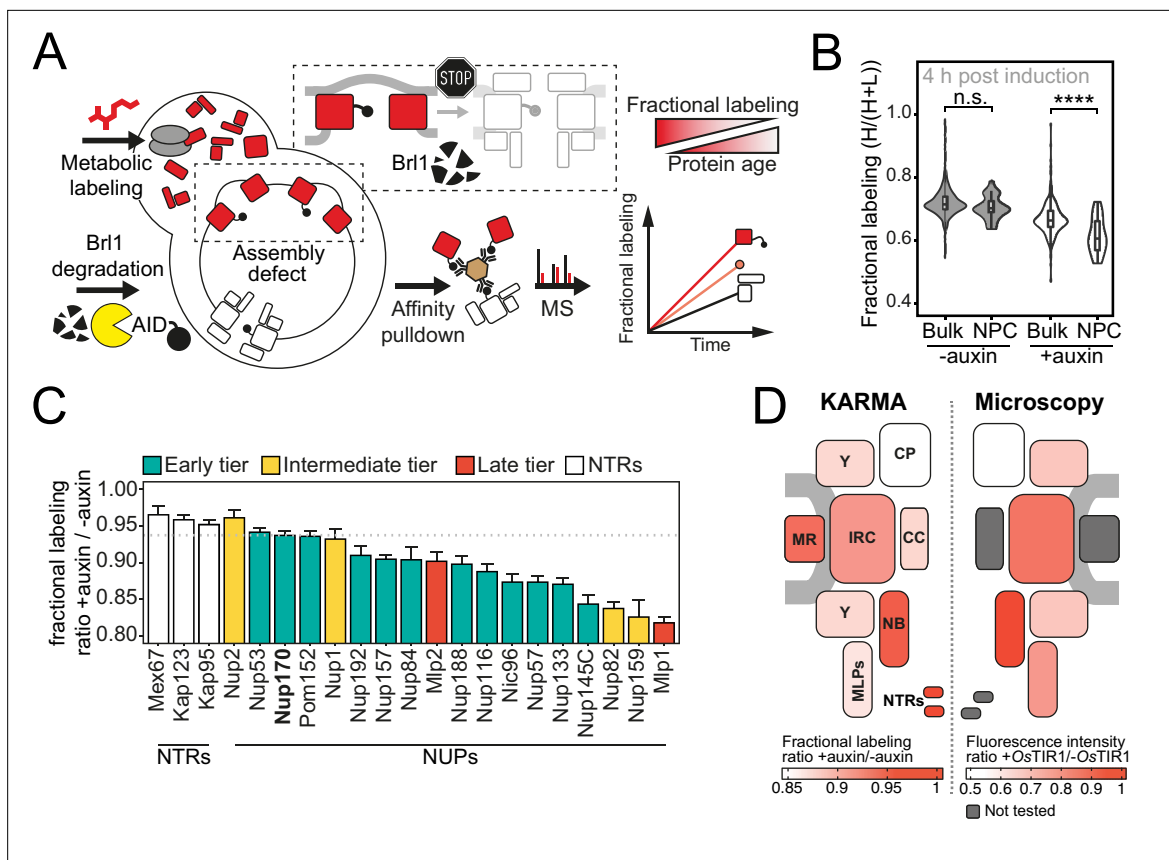 A
STOP
Metabolic
labeling
Brl1
Fractional labeling
Protein age
Brl1
degradation
AID
Assembly
defect
Affinity
pulldown
MS
Fractional labeling
Time
B
Fractional labeling (H/(H+L))
4 h post induction
n.s.
****
1.0
0.8
0.6
0.4
Bulk NPC Bulk NPC
-auxin +auxin
C
Early tier Intermediate tier Late tier NTRs
fractional labeling
ratio +auxin / -auxin
1.00
0.95
0.90
0.85
0.80
Mex67
Kap123
Kap95
Nup2
Nup53
Nup170
Pom152
Nup1
Nup192
Nup157
Nup84
Mlp2
Nup188
Nup116
Nic96
Nup57
Nup133
Nup145C
Nup82
Nup159
Mlp1
NTRs NUPs
D
KARMA Microscopy
Y CP
MR IRC CC
Y NB
MLPs
NTRs
Fractional labeling
ratio +auxin/-auxin
0.85 0.9 0.95 1
Fluorescence intensity
ratio +OsTIR1/-OsTIR1
0.5 0.6 0.7 0.8 0.9 1
Not tested